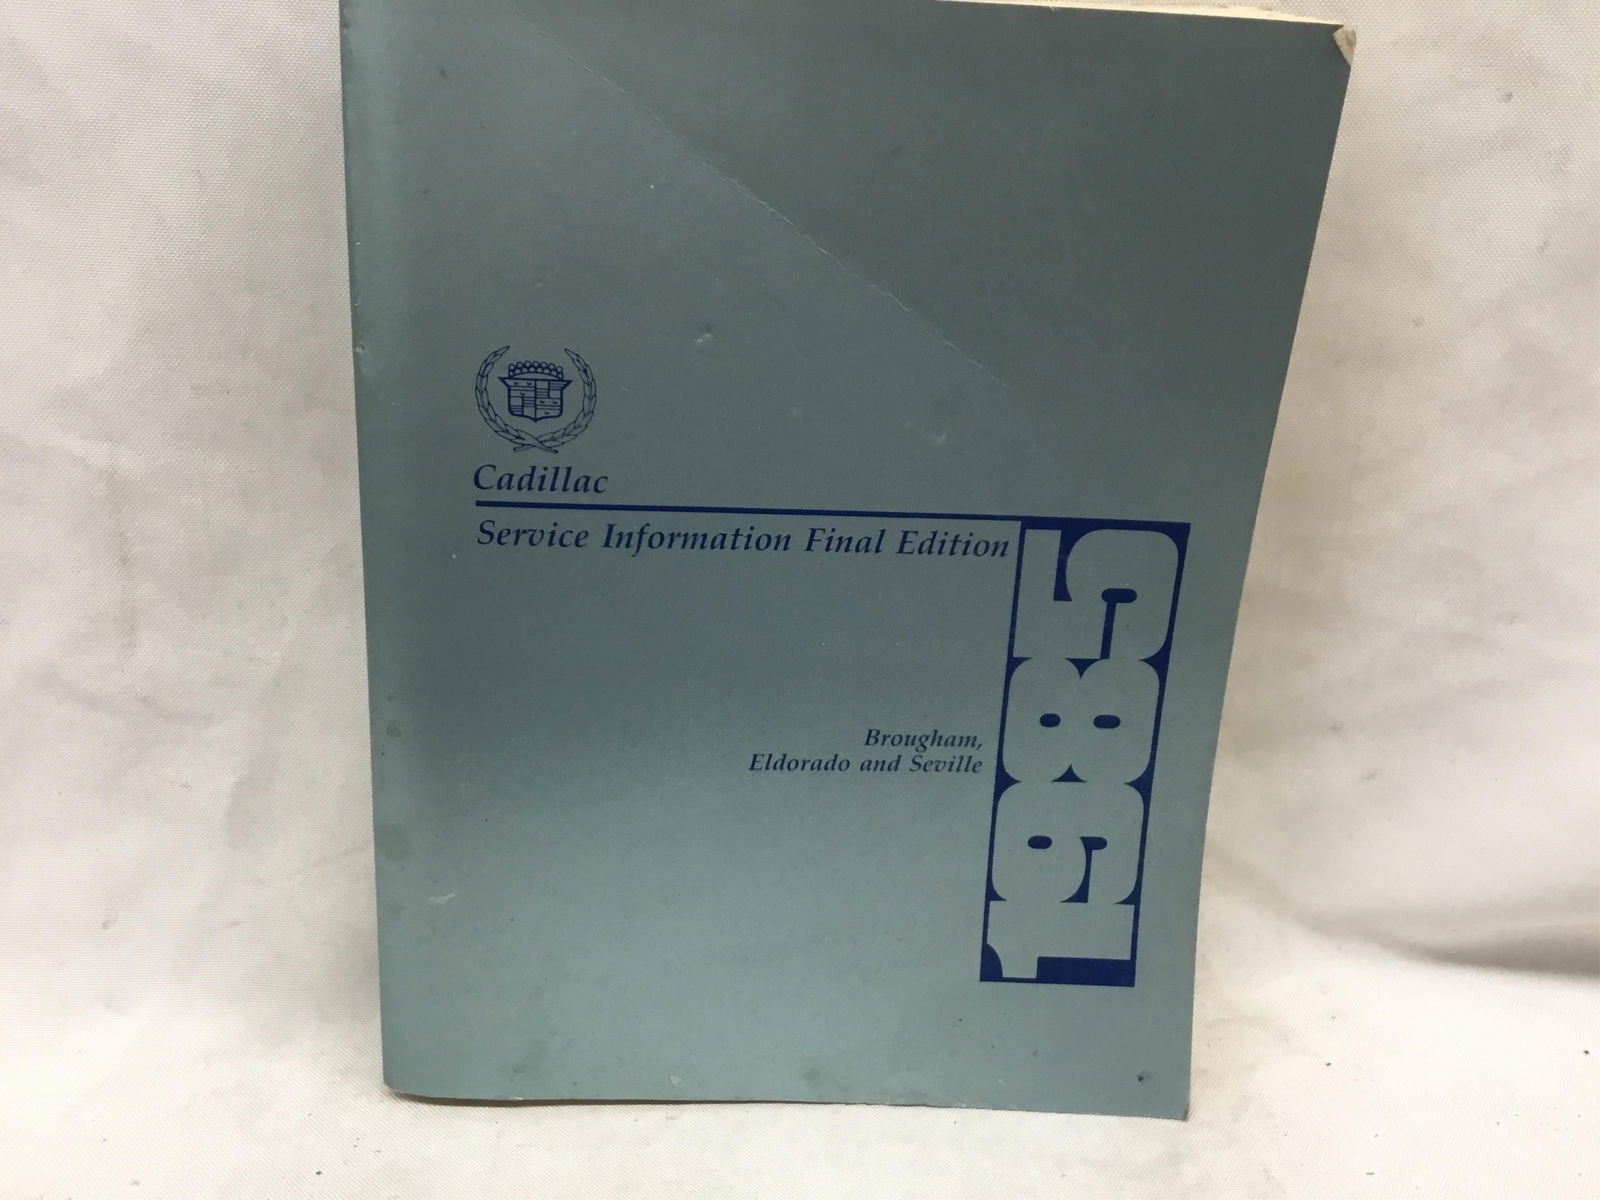 Cadillac
Service Information Final Edition
1985
Brougham,
Eldorado and Seville